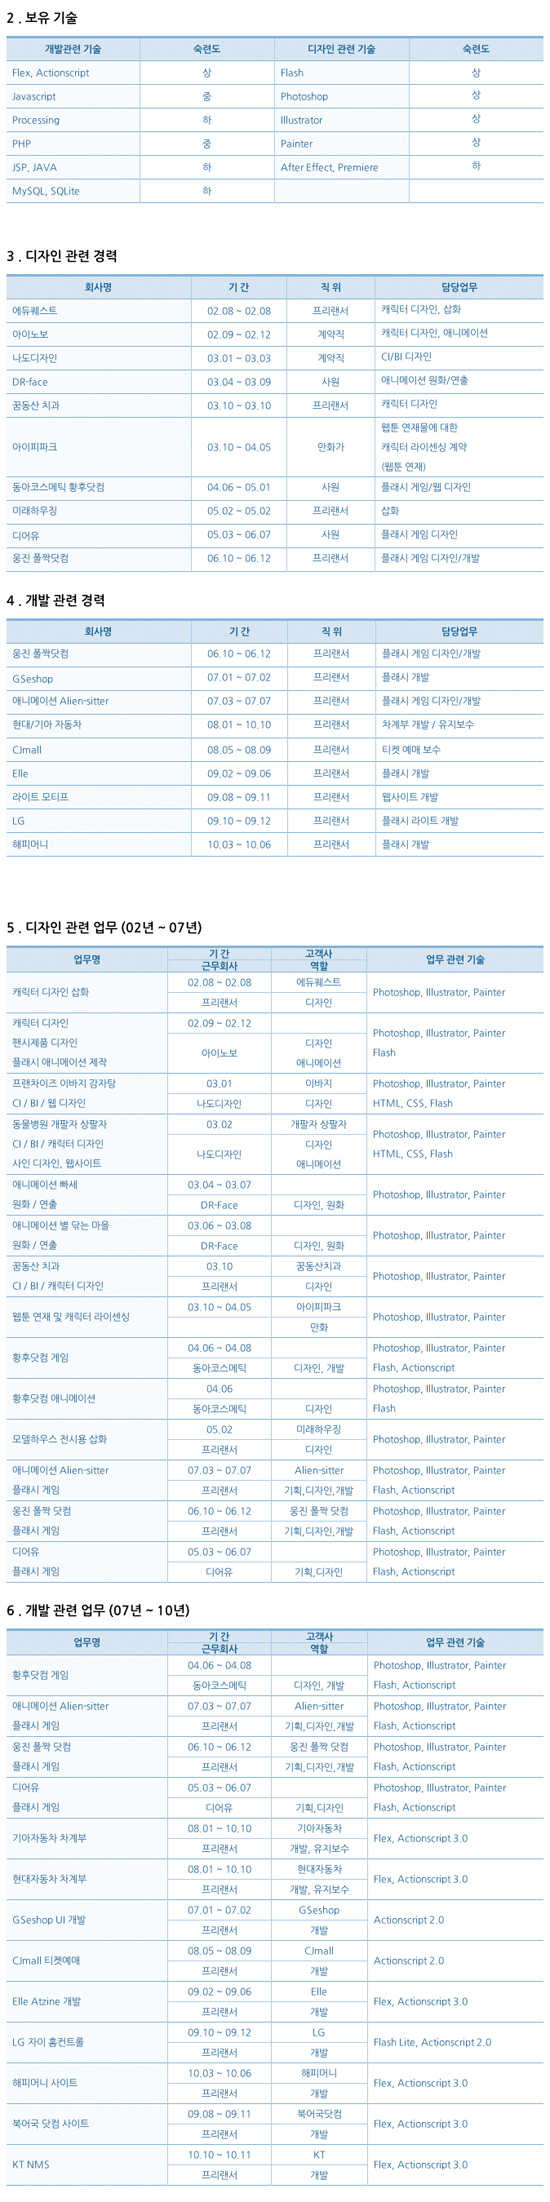 2 . 보유 기술
개발관련 기술 숙련도 디자인 관련 기술 숙련도
Flex, Actionscript 상 Flash 상
Javascript 중 Photoshop 상
Processing 하 Illustrator 상
PHP 중 Painter 상
JSP, JAVA 하 After Effect, Premiere 하
MySQL, SQLite 하
3 . 디자인 관련 경력
회사명 기 간 직 위 담당업무
에듀퀘스트 02.08 ~ 02.08 프리랜서 캐릭터 디자인, 삽화
아이노보 02.09 ~ 02.12 계약직 캐릭터 디자인, 애니메이션
나도디자인 03.01 ~ 03.03 계약직 CI/BI 디자인
DR-face 03.04 ~ 03.09 사원 애니메이션 원화/연출
꿈동산 치과 03.10 ~ 03.10 프리랜서 캐릭터 디자인
아이피파크 03.10 ~ 04.05 만화가 웹툰 연재물에 대한
캐릭터 라이센싱 계약
(웹툰 연재)
동아코스메틱 황후닷컴 04.06 ~ 05.01 사원 플래시 게임/웹 디자인
미래하우징 05.02 ~ 05.02 프리랜서 삽화
디어유 05.03 ~ 06.07 사원 플래시 게임 디자인
웅진 폴짝닷컴 06.10 ~ 06.12 프리랜서 플래시 게임 디자인/개발
4 . 개발 관련 경력
회사명 기 간 직 위 담당업무
웅진 폴짝닷컴 06.10 ~ 06.12 프리랜서 플래시 게임 디자인/개발
GSeshop 07.01 ~ 07.02 프리랜서 플래시 개발
애니메이션 Alien-sitter 07.03 ~ 07.07 프리랜서 플래시 게임 디자인/개발
현대/기아 자동차 08.01 ~ 10.10 프리랜서 차계부 개발 / 유지보수
CJmall 08.05 ~ 08.09 프리랜서 티켓 예매 보수
Elle 09.02 ~ 09.06 프리랜서 플래시 개발
라이트 모티프 09.08 ~ 09.11 프리랜서 웹사이트 개발
LG 09.10 ~ 09.12 프리랜서 플래시 라이트 개발
해피머니 10.03 ~ 10.06 프리랜서 플래시 개발
5 . 디자인 관련 업무 (02년 ~ 07년)
업무명 기 간 고객사 업무 관련 기술
근무회사 역할
캐릭터 디자인 삽화 02.08 ~ 02.08 에듀퀘스트 Photoshop, Illustrator, Painter
프리랜서 디자인
캐릭터 디자인 02.09 ~ 02.12 Photoshop, Illustrator, Painter
팬시제품 디자인 아이노보 디자인 Flash
플래시 애니메이션 제작 애니메이션
프랜차이즈 이바지 감자탕 03.01 이바지 Photoshop, Illustrator, Painter
CI / BI / 웹 디자인 나도디자인 디자인 HTML, CSS, Flash
동물병원 개팔자 상팔자 03.02 개팔자 상팔자 Photoshop, Illustrator, Painter
CI / BI / 캐릭터 디자인 나도디자인 디자인 HTML, CSS, Flash
사인 디자인, 웹사이트 애니메이션
애니메이션 빠세 03.04 ~ 03.07 Photoshop, Illustrator, Painter
원화 / 연출 DR-Face 디자인, 원화
애니메이션 별 닦는 마을 03.06 ~ 03.08 Photoshop, Illustrator, Painter
원화 / 연출 DR-Face 디자인, 원화
꿈동산 치과 03.10 꿈동산치과 Photoshop, Illustrator, Painter
CI / BI / 캐릭터 디자인 프리랜서 디자인
웹툰 연재 및 캐릭터 라이센싱 03.10 ~ 04.05 아이피파크 Photoshop, Illustrator, Painter
만화
황후닷컴 게임 04.06 ~ 04.08 Photoshop, Illustrator, Painter
동아코스메틱 디자인, 개발 Flash, Actionscript
황후닷컴 애니메이션 04.06 Photoshop, Illustrator, Painter
동아코스메틱 디자인 Flash
모델하우스 전시용 삽화 05.02 미래하우징 Photoshop, Illustrator, Painter
프리랜서 디자인
애니메이션 Alien-sitter 07.03 ~ 07.07 Alien-sitter Photoshop, Illustrator, Painter
플래시 게임 프리랜서 기획,디자인,개발 Flash, Actionscript
웅진 폴짝 닷컴 06.10 ~ 06.12 웅진 폴짝 닷컴 Photoshop, Illustrator, Painter
플래시 게임 프리랜서 기획,디자인,개발 Flash, Actionscript
디어유 05.03 ~ 06.07 Photoshop, Illustrator, Painter
플래시 게임 디어유 기획,디자인 Flash, Actionscript
6 . 개발 관련 업무 (07년 ~ 10년)
업무명 기 간 고객사 업무 관련 기술
근무회사 역할
황후닷컴 게임 04.06 ~ 04.08 Photoshop, Illustrator, Painter
동아코스메틱 디자인, 개발 Flash, Actionscript
애니메이션 Alien-sitter 07.03 ~ 07.07 Alien-sitter Photoshop, Illustrator, Painter
플래시 게임 프리랜서 기획,디자인,개발 Flash, Actionscript
웅진 폴짝 닷컴 06.10 ~ 06.12 웅진 폴짝 닷컴 Photoshop, Illustrator, Painter
플래시 게임 프리랜서 기획,디자인,개발 Flash, Actionscript
디어유 05.03 ~ 06.07 Photoshop, Illustrator, Painter
플래시 게임 디어유 기획,디자인 Flash, Actionscript
기아자동차 차계부 08.01 ~ 10.10 기아자동차 Flex, Actionscript 3.0
프리랜서 개발, 유지보수
현대자동차 차계부 08.01 ~ 10.10 현대자동차 Flex, Actionscript 3.0
프리랜서 개발, 유지보수
GSeshop UI 개발 07.01 ~ 07.02 GSeshop Actionscript 2.0
프리랜서 개발
CJmall 티켓예매 08.05 ~ 08.09 CJmall Actionscript 2.0
프리랜서 개발
Elle Atzine 개발 09.02 ~ 09.06 Elle Flex, Actionscript 3.0
프리랜서 개발
LG 자이 홈컨트롤 09.10 ~ 09.12 LG Flash Lite, Actionscript 2.0
프리랜서 개발
해피머니 사이트 10.03 ~ 10.06 해피머니 Flex, Actionscript 3.0
프리랜서 개발
북어국 닷컴 사이트 09.08 ~ 09.11 북어국닷컴 Flex, Actionscript 3.0
프리랜서 개발
KT NMS 10.10 ~ 10.11 KT Flex, Actionscript 3.0
프리랜서 개발